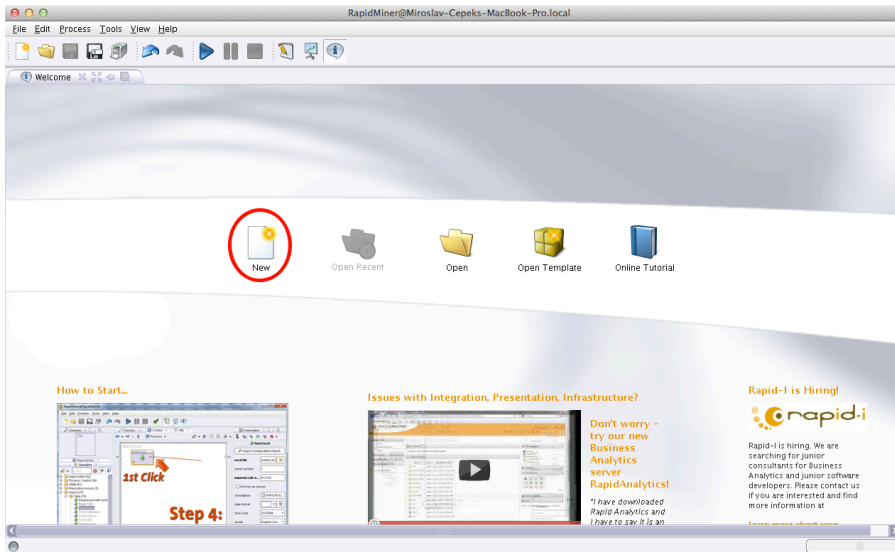 RapidMiner@Miroslav-Cepeks-MacBook-Pro.local
File Edit Process Tools View Help
Welcome
New
Open Recent
Open
Open Template
Online Tutorial
How to Start...
1st Click
Step 4:
Issues with Integration, Presentation, Infrastructure?
Don't worry –
try our new
Business
Analytics
server
RapidAnalytics!
"I have downloaded
Rapid Analytics and
I have to say it is an
Rapid-I is Hiring!
rapid-i
Rapid-I is hiring. We are
searching for junior
consultants for Business
Analytics and junior software
developers. Please contact us
if you are interested and find
more information at
Learn more about your